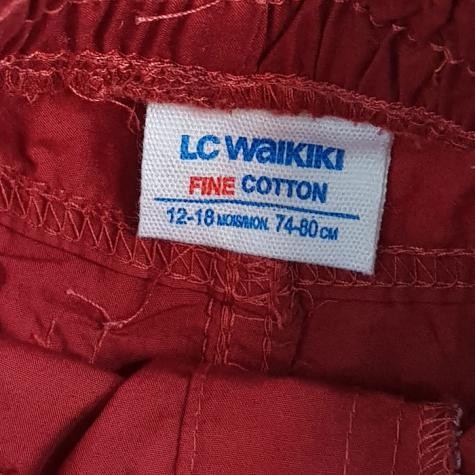 LC WAIKIKI
FINE COTTON
12-18 MOIS/MON. 74-80 CM